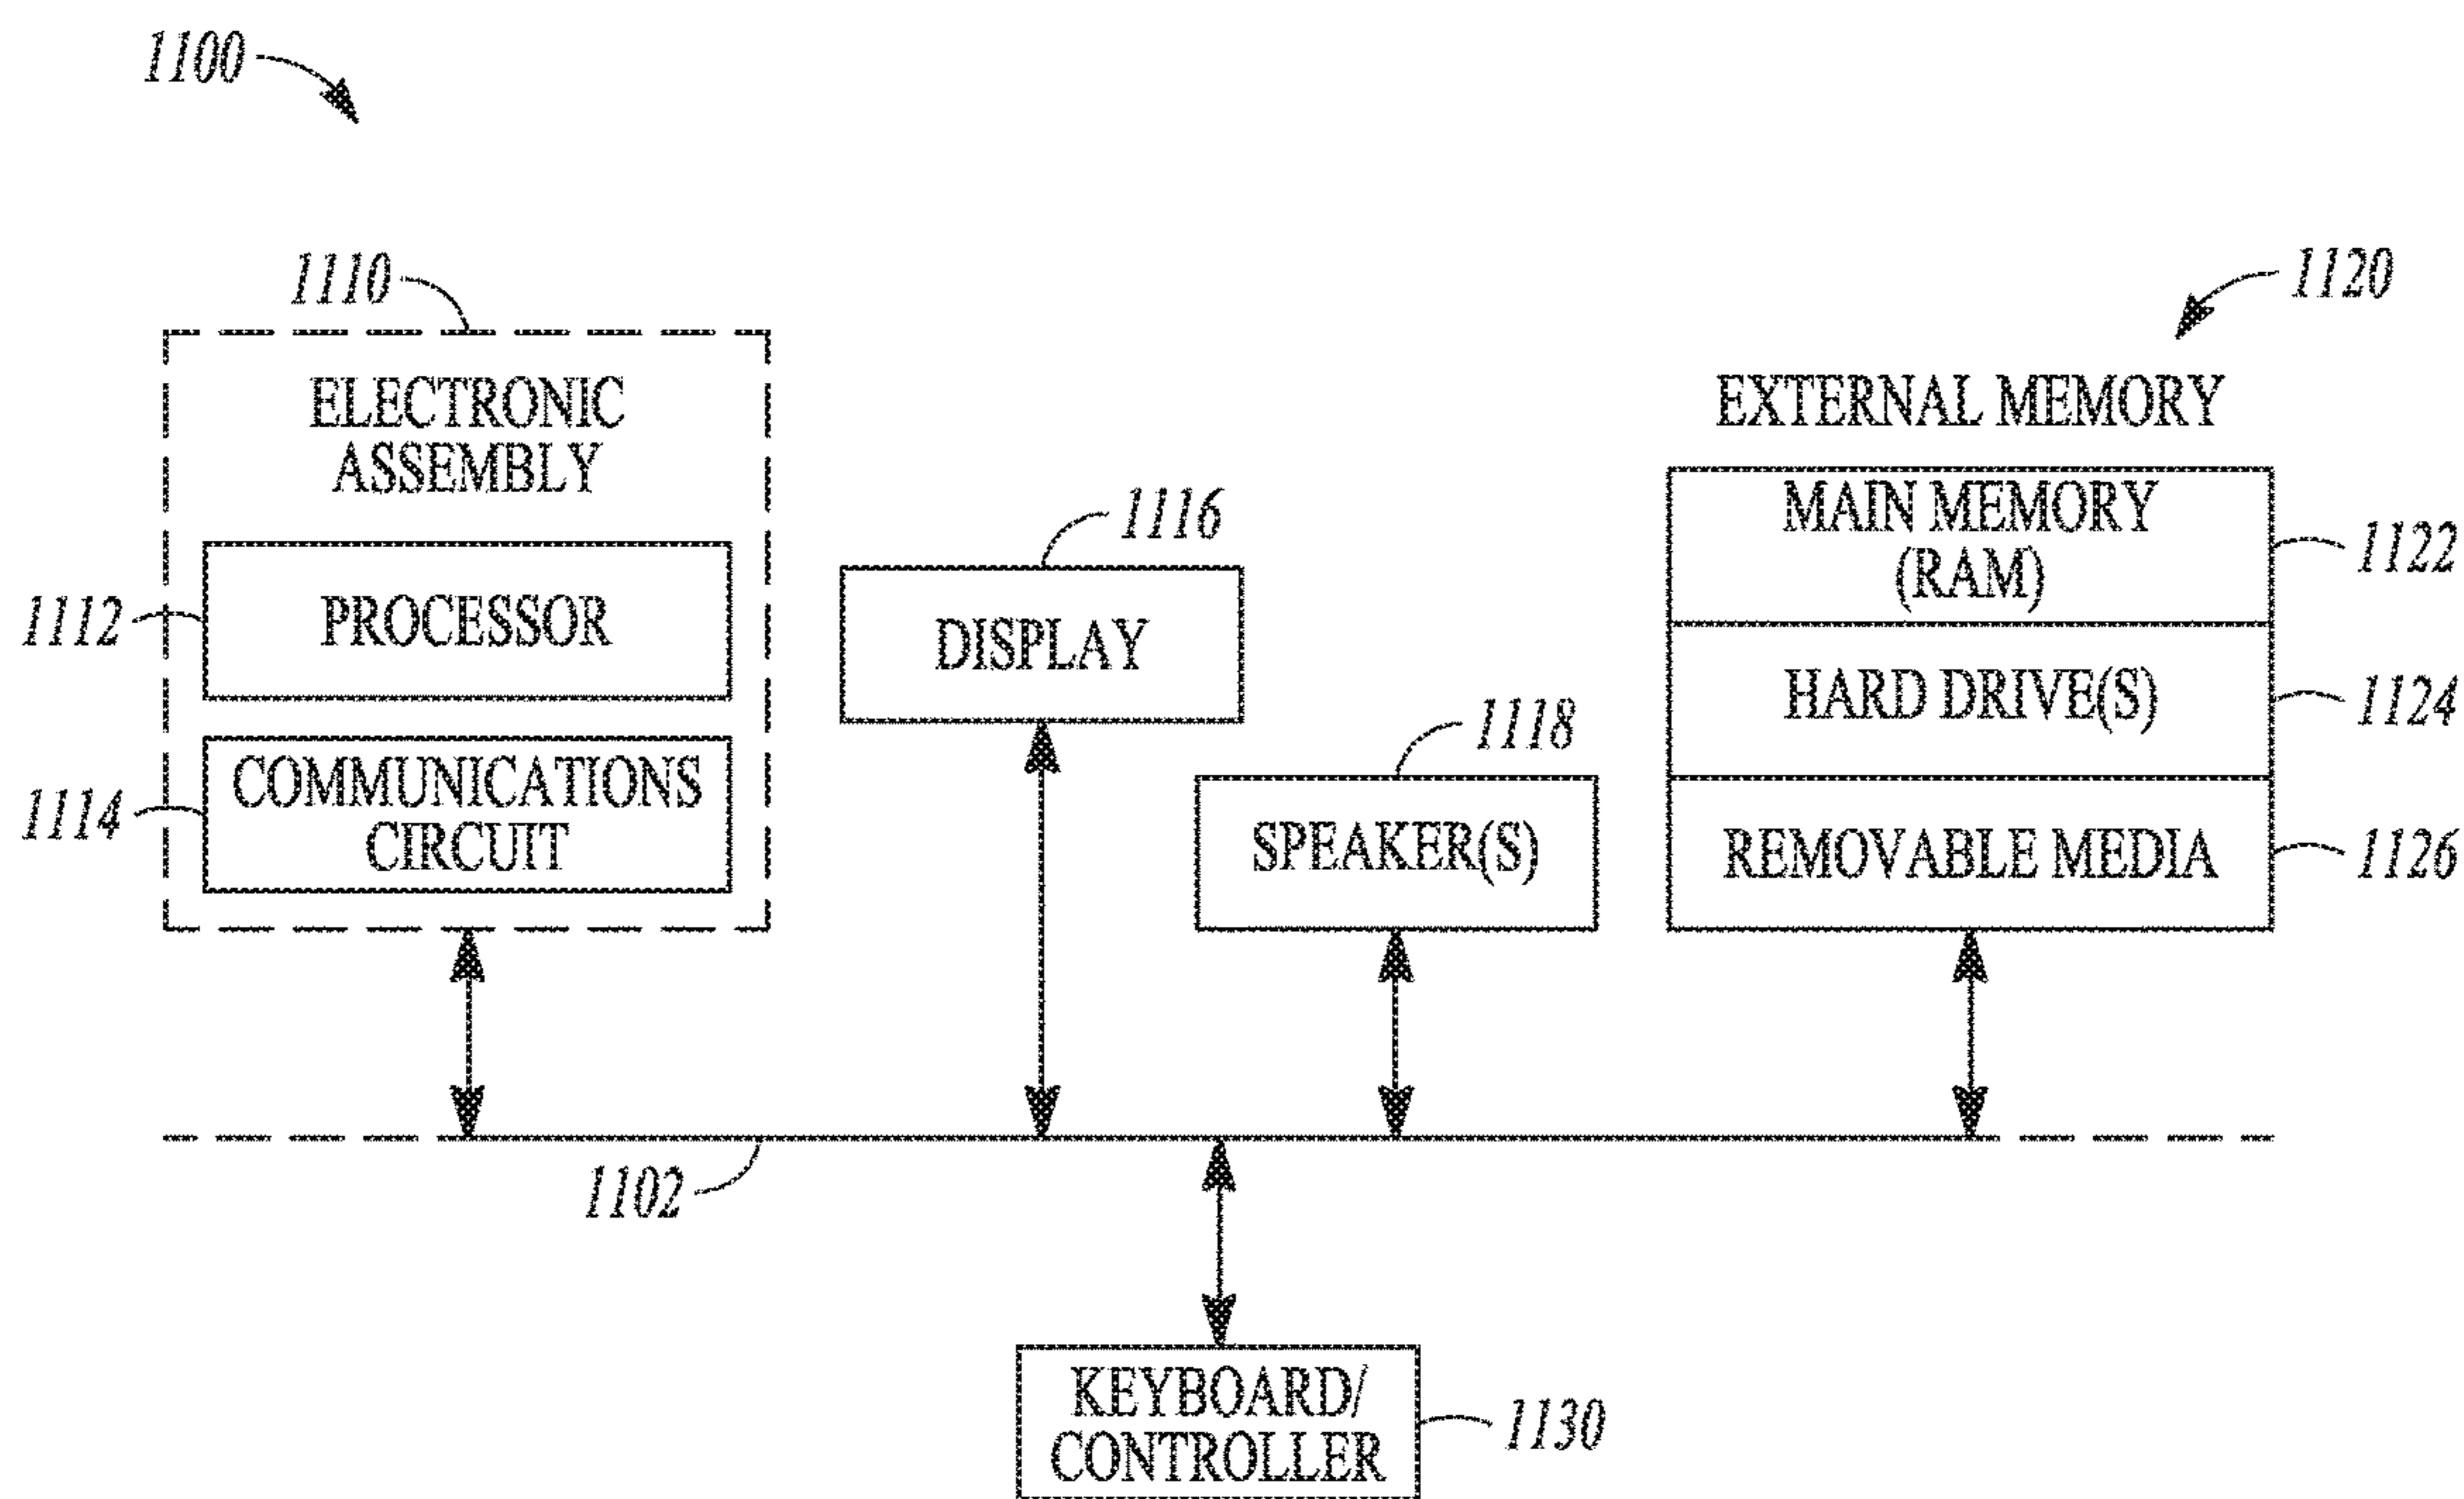 1100
1110
1120
ELECTRONIC
ASSEMBLY
EXTERNAL MEMORY
1116
MAIN MEMORY
(RAM)
1122
1112
PROCESSOR
DISPLAY
HARD DRIVE(S)
1124
1118
1114
COMMUNICATIONS
CIRCUIT
SPEAKER(S)
REMOVABLE MEDIA
1126
1102
KEYBOARD/
CONTROLLER
1130